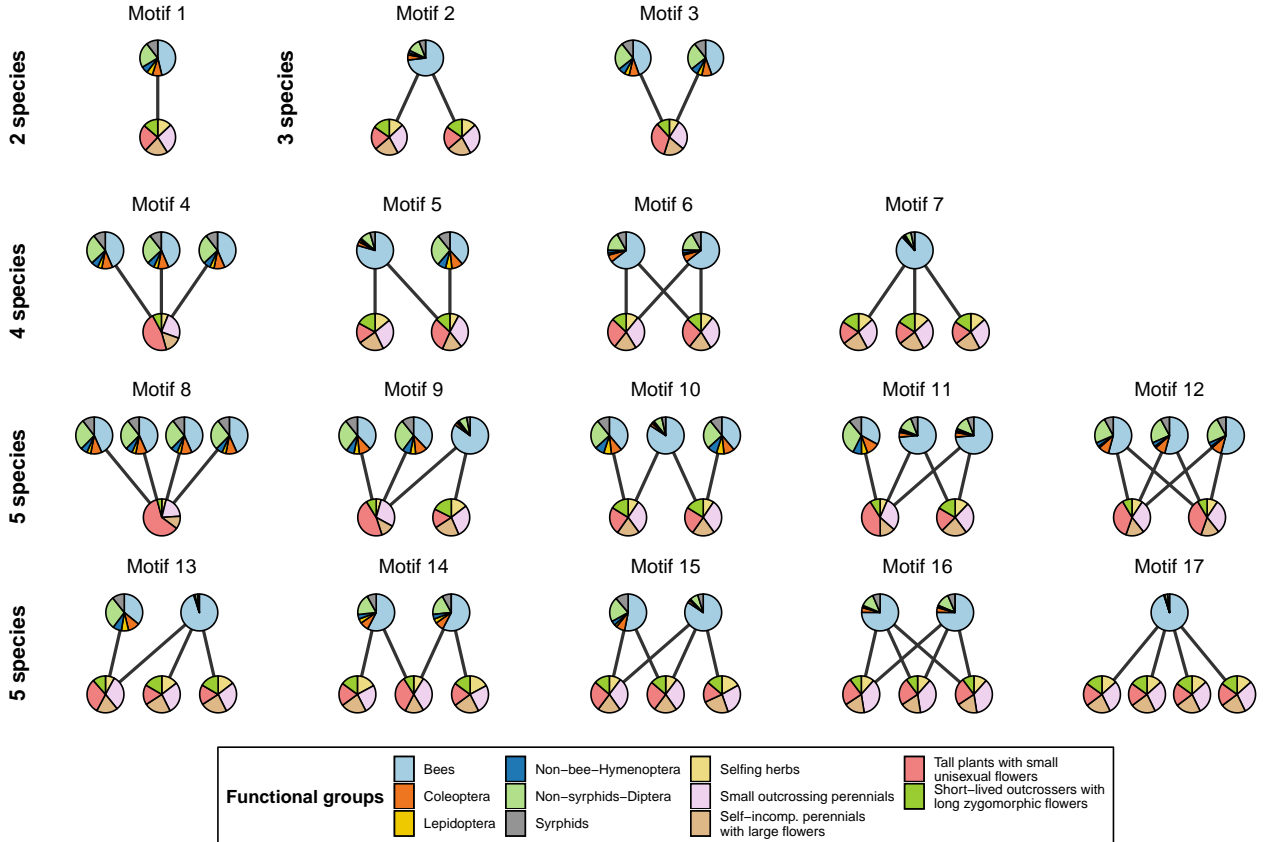 Motif 1
Motif 2
Motif 3
2 species
3 species
Motif 4
Motif 5
Motif 6
Motif 7
4 species
Motif 8
Motif 9
Motif 10
Motif 11
Motif 12
5 species
Motif 13
Motif 14
Motif 15
Motif 16
Motif 17
5 species
Functional groups
Bees
Coleoptera
Lepidoptera
Non−bee−Hymenoptera
Non−syrphids−Diptera
Syrphids
Selfing herbs
Small outcrossing perennials
Self−incomp. perennials
with large flowers
Tall plants with small
unisexual flowers
Short−lived outcrossers with
long zygomorphic flowers